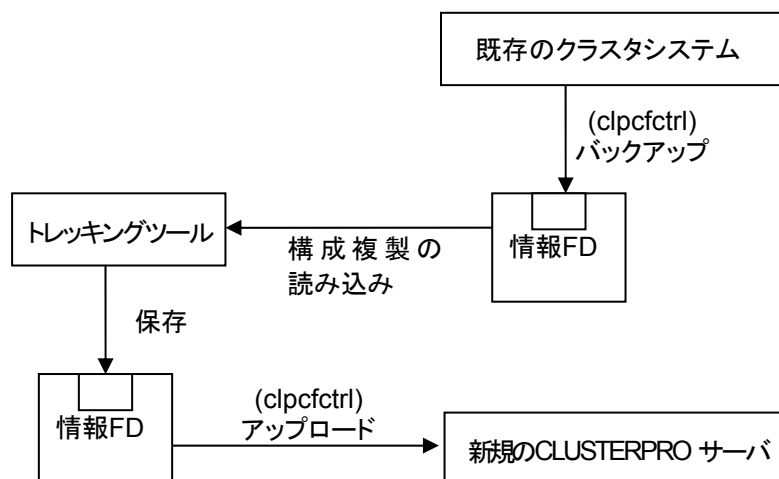 既存のクラスタシステム
(clpcfctrl)
バックアップ
トレッキングツール
構成複製の
読み込み
情報FD
保存
情報FD
(clpcfctrl)
アップロード
新規のCLUSTERPRO サーバ